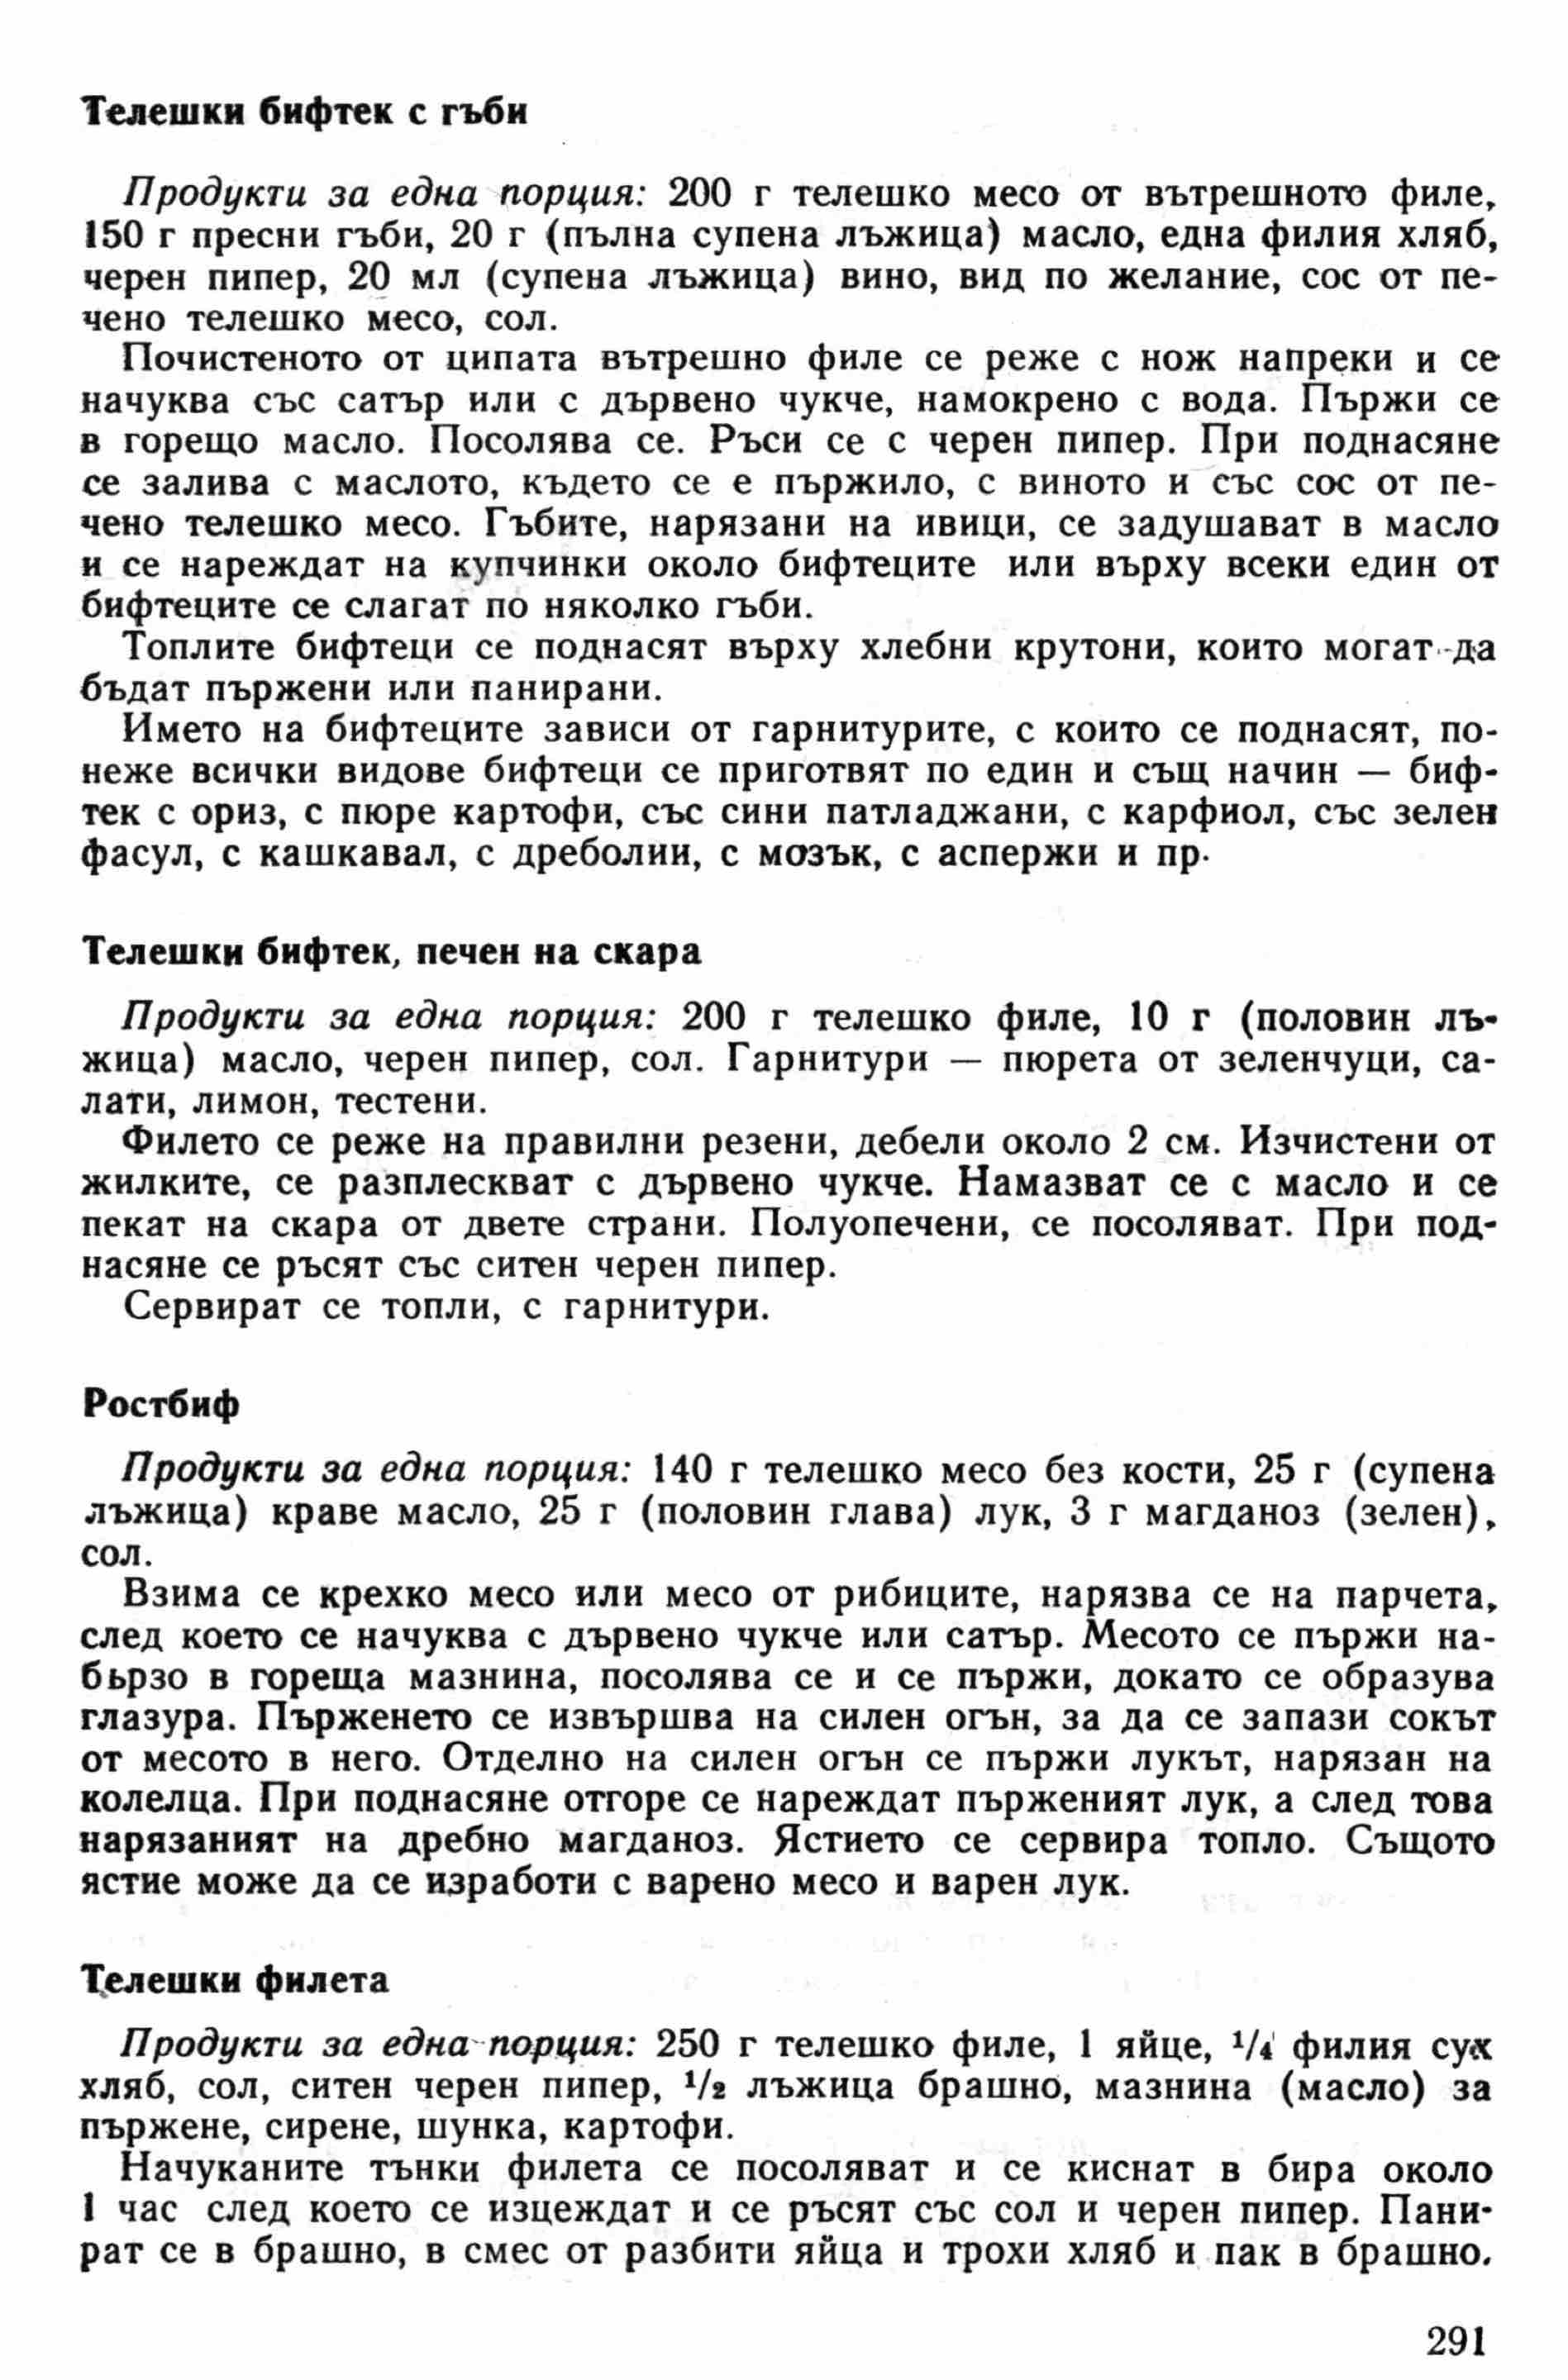 Телешки бифтек с гъби
Продукти за една порция: 200 г телешко месо от вътрешното филе,
150 г пресни гъби, 20 г (пълна супена лъжица) масло, една филия хляб,
черен пипер, 20 мл (супена лъжица) вино, вид по желание, сос от пе-
чено телешко месо, сол.
Почистеното от ципата вътрешно филе се реже с нож напреки и се
начуква със сатър или с дървено чукче, намокрено с вода. Пържи се
в горещо масло. Посолява се. Ръси се с черен пипер. При поднасяне
се залива с маслото, където се е пържило, с виното и със сос от пе-
чено телешко месо. Гъбите, нарязани на ивици, се задушават в масло
и се нареждат на купчинки около бифтеците или върху всеки един от
бифтеците се слагат по няколко гъби.
Топлите бифтеци се поднасят върху хлебни крутони, които могат да
бъдат пържени или панирани.
Името на бифтеците зависи от гарнитурите, с които се поднасят, по-
неже всички видове бифтеци се приготвят по един и същ начин — биф-
тек с ориз, с пюре картофи, със сини патладжани, с карфиол, със зелен
фасул, с кашкавал, с дреболии, с мозък, с аспержи и пр.
Телешки бифтек, печен на скара
Продукти за една порция: 200 г телешко филе, 10 г (половин лъ-
жица) масло, черен пипер, сол. Гарнитури — пюрета от зеленчуци, са-
лати, лимон, тестени.
Филето се реже на правилни резени, дебели около 2 см. Изчистени от
жилките, се разплескват с дървено чукче. Намазват се с масло и се
пекат на скара от двете страни. Полуопечени, се посоляват. При под-
насяне се ръсят със ситен черен пипер.
Сервират се топли, с гарнитури.
Ростбиф
Продукти за една порция: 140 г телешко месо без кости, 25 г (супена
лъжица) краве масло, 25 г (половин глава) лук, 3 г магданоз (зелен),
сол.
Взима се крехко месо или месо от рибиците, нарязва се на парчета,
след което се начуква с дървено чукче или сатър. Месото се пържи на-
бързо в гореща мазнина, посолява се и се пържи, докато се образува
глазура. Пърженето се извършва на силен огън, за да се запази сокът
от месото в него. Отделно на силен огън се пържи лукът, нарязан на
колелца. При поднасяне отгоре се нареждат пърженият лук, а след това
нарязаният на дребно магданоз. Ястието се сервира топло. Същото
ястие може да се изработи с варено месо и варен лук.
Телешки филета
Продукти за една порция: 250 г телешко филе, 1 яйце, 1/4 филия сух
хляб, сол, ситен черен пипер, 1/2 лъжица брашно, мазнина (масло) за
пържене, сирене, шунка, картофи.
Начуканите тънки филета се посоляват и се киснат в бира около
1 час след което се изцеждат и се ръсят със сол и черен пипер. Пани-
рат се в брашно, в смес от разбити яйца и трохи хляб и пак в брашно.
291